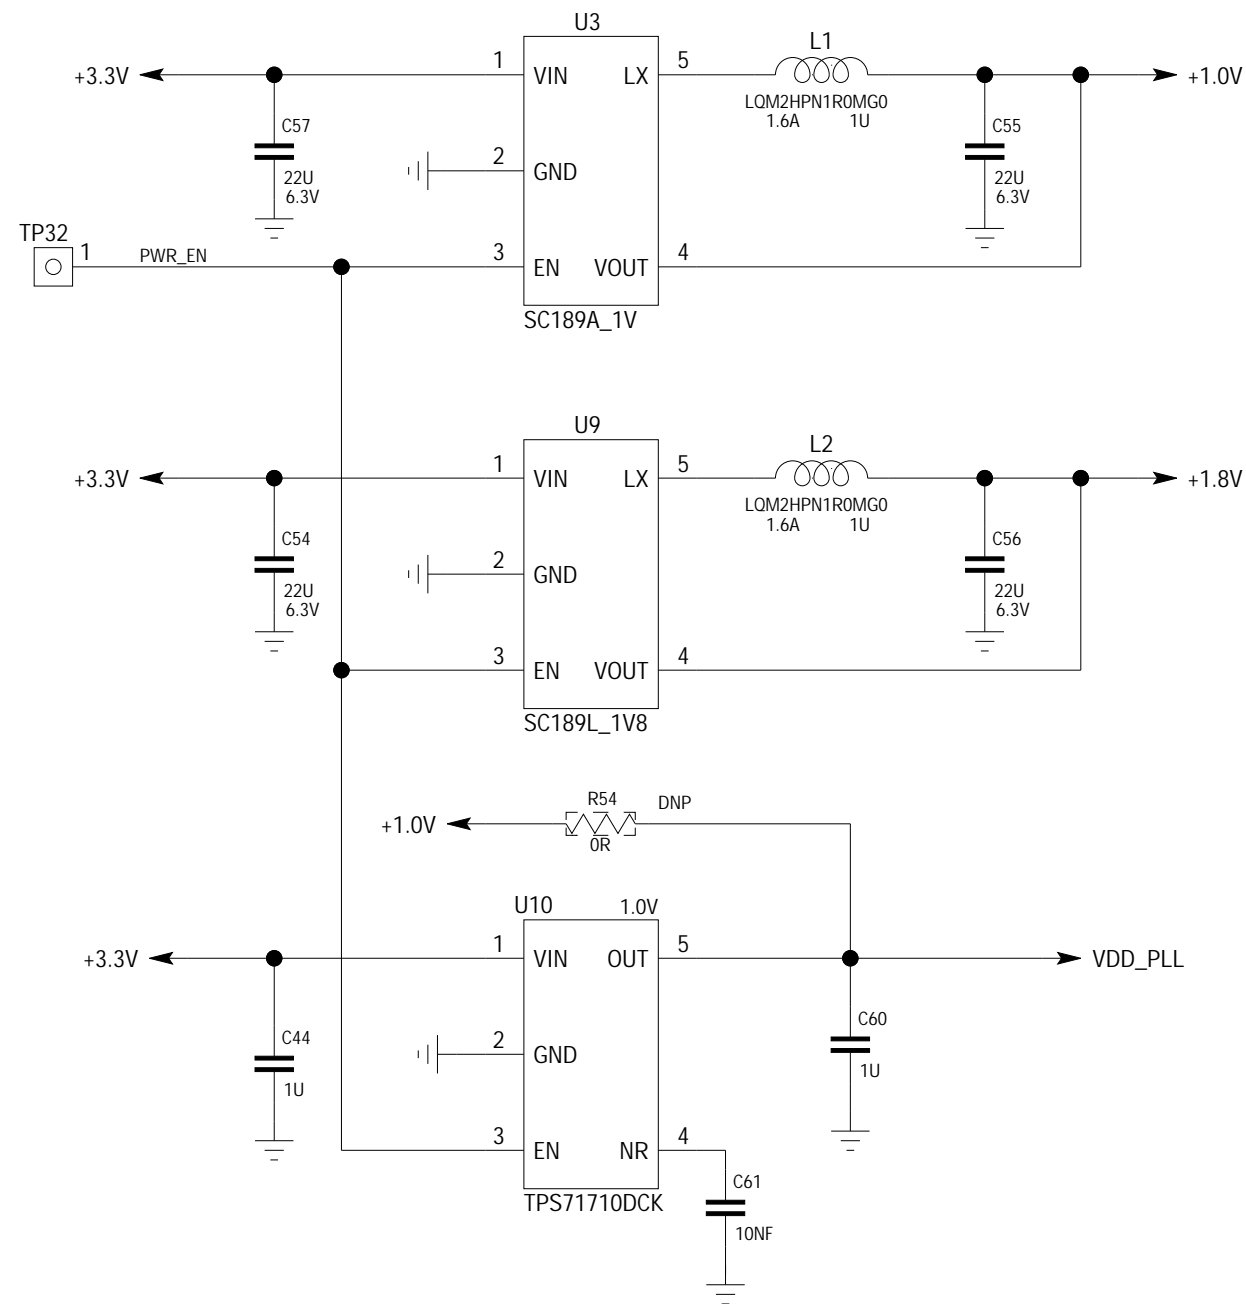 U3
L1
+3.3V
1
VIN
LX
5
+1.0V
LQM2HPN1R0MG0
1.6A 1U
C57
22U
6.3V
C55
22U
6.3V
2
GND
TP32
1
PWR_EN
3
EN
VOUT
4
SC189A_1V
U9
L2
+3.3V
1
VIN
LX
5
+1.8V
LQM2HPN1R0MG0
1.6A 1U
C54
22U
6.3V
C56
22U
6.3V
2
GND
3
EN
VOUT
4
SC189L_1V8
R54
DNP
+1.0V
0R
U10
1.0V
+3.3V
1
VIN
OUT
5
VDD_PLL
C44
1U
C60
1U
2
GND
3
EN
NR
4
TPS71710DCK
C61
10NF